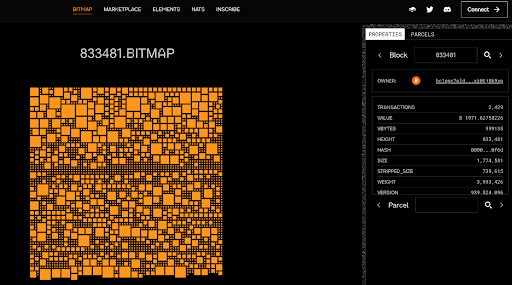 BITMAP MARKETPLACE ELEMENTS NATS INSCRIBE
Connect →
833481.BITMAP
PROPERTIES PARCELS
< Block 833481 >
OWNER:
TRANSACTIONS 2,429
VALUE 1971.62758226
VBYTES 999135
HEIGHT 833,481
HASH 0000...0f6d
SIZE 1,774,581
STRIPPED_SIZE 739,615
WEIGHT 3,993,426
VERSION 939.524.096
< Parcel >